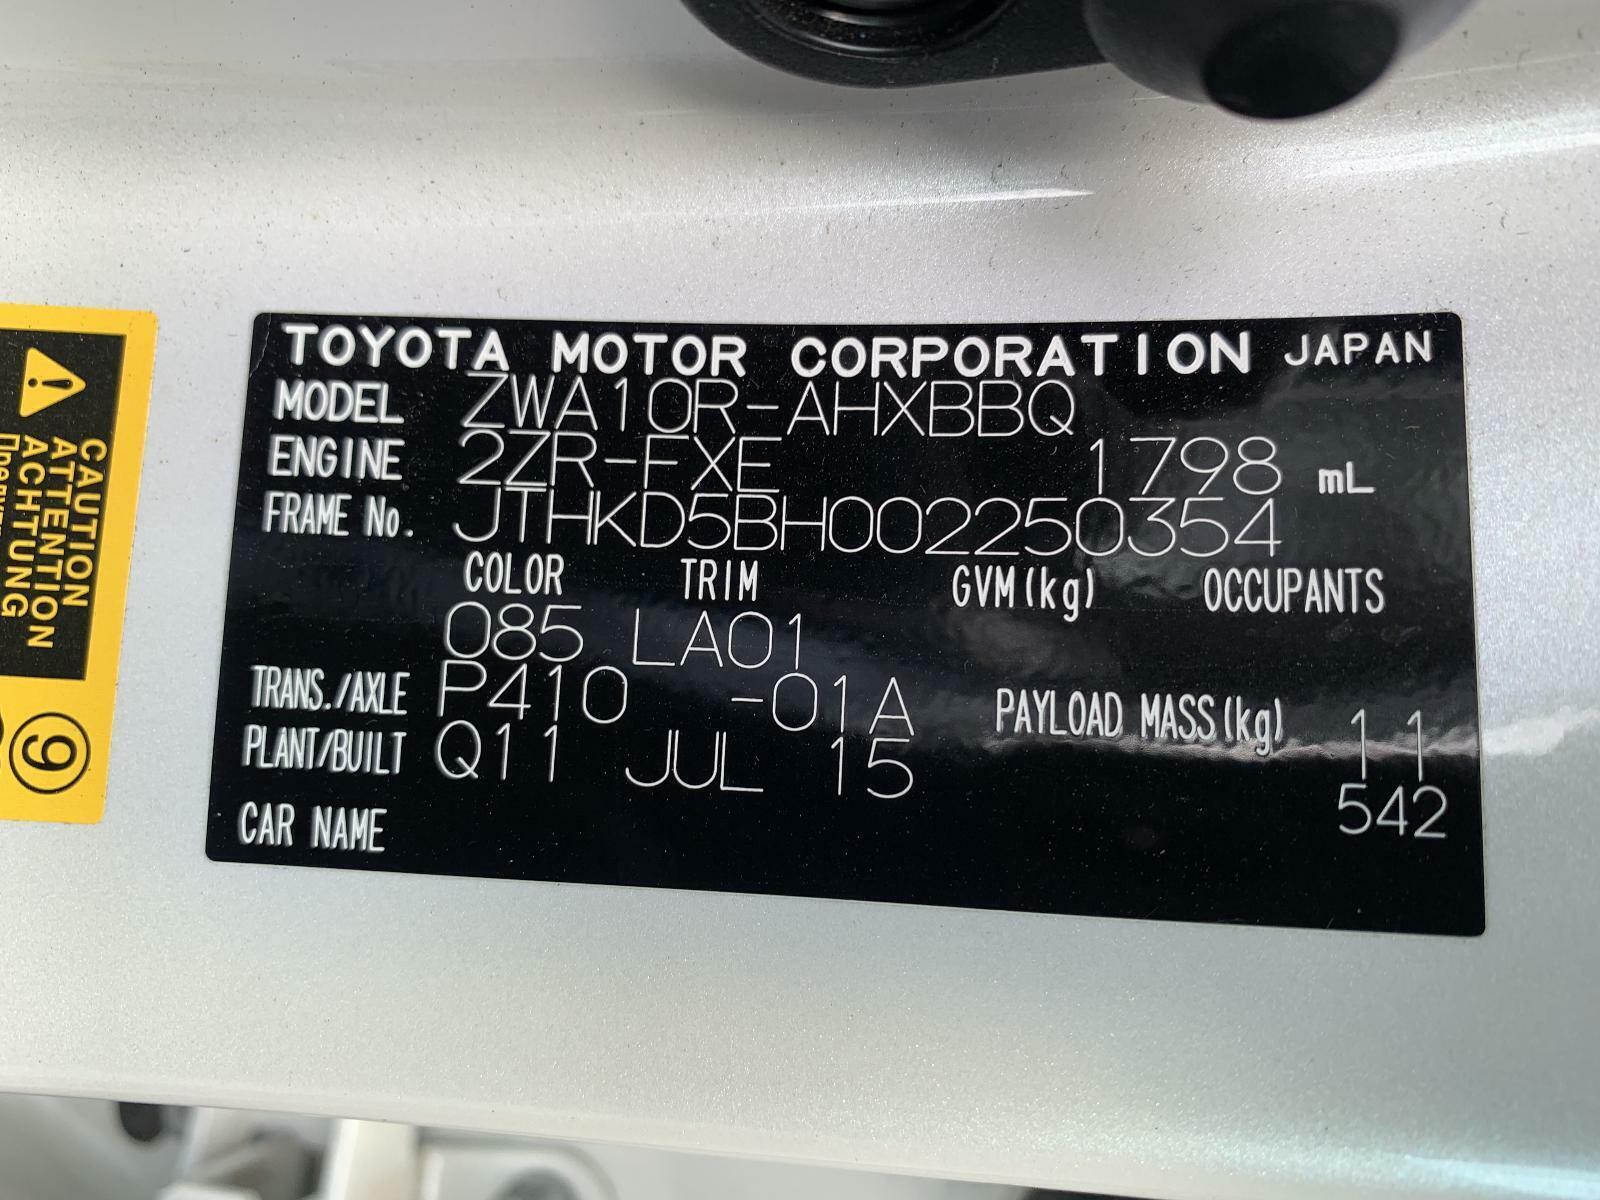 TOYOTA MOTOR CORPORATION JAPAN
MODEL ZWA10R-AHXBBQ
ENGINE 2ZR-FXE 1798 mL
FRAME No. JTHKD5BH002250354
COLOR TRIM GVM(kg) OCCUPANTS
085 LA01
TRANS./AXLE P410 -01A PAYLOAD MASS(kg) 11
PLANT/BUILT Q11 JUL 15 542
CAR NAME
CAUTION
ATTENTION
ACHTUNG
9